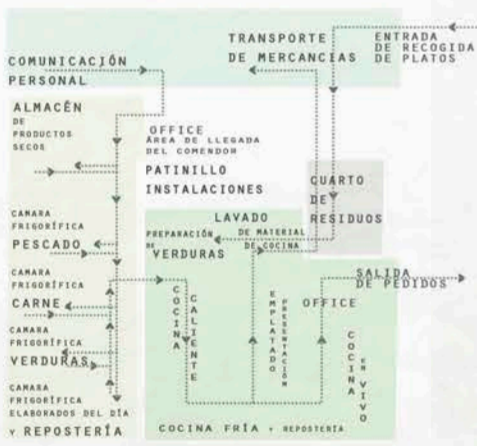 TRANSPORTE
DE MERCANCIAS
ENTRADA
DE RECOGIDA
DE PLATOS
COMUNICACIÓN
PERSONAL
ALMACÉN
DE
PRODUCTOS
SECOS
OFFICE
ÁREA DE LLEGADA
DEL COMENDOR
PATINILLO
INSTALACIONES
CUARTO
DE
RESIDUOS
CAMARA
FRIGORÍFICA
PESCADO
LAVADO
DE MATERIAL
DE COCINA
PREPARACIÓN
DE VERDURAS
CAMARA
FRIGORÍFICA
CARNE
CAMARA
FRIGORÍFICA
VERDURAS
CAMARA
FRIGORÍFICA
ELABORADOS DEL DÍA
Y REPOSTERÍA
COCINA
CALIENTE
EMPLATADO
PRESENTACIÓN
OFFICE
SALIDA
DE PEDIDOS
COCINA
EN VIVO
COCINA FRÍA Y REPOSTERÍA